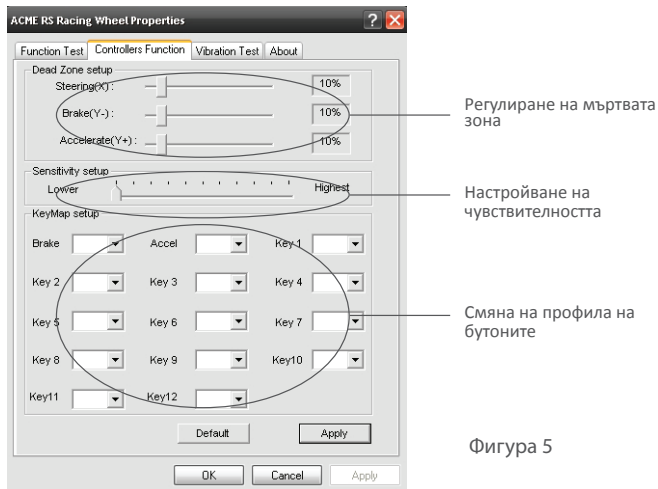 ACME RS Racing Wheel Properties
Function Test Controllers Function Vibration Test About
Dead Zone setup
Steering(X): 10%
Brake(Y-): 10%
Accelerate(Y+): 10%
Регулиране на мъртвата
зона
Sensitivity setup
Lower Highest
Настройване на
чувствителността
KeyMap setup
Brake Accel Key 1
Key 2 Key 3 Key 4
Key 5 Key 6 Key 7
Смяна на профила на
бутоните
Key 8 Key 9 Key10
Key11 Key12
Default Apply
Фигура 5
OK Cancel Apply